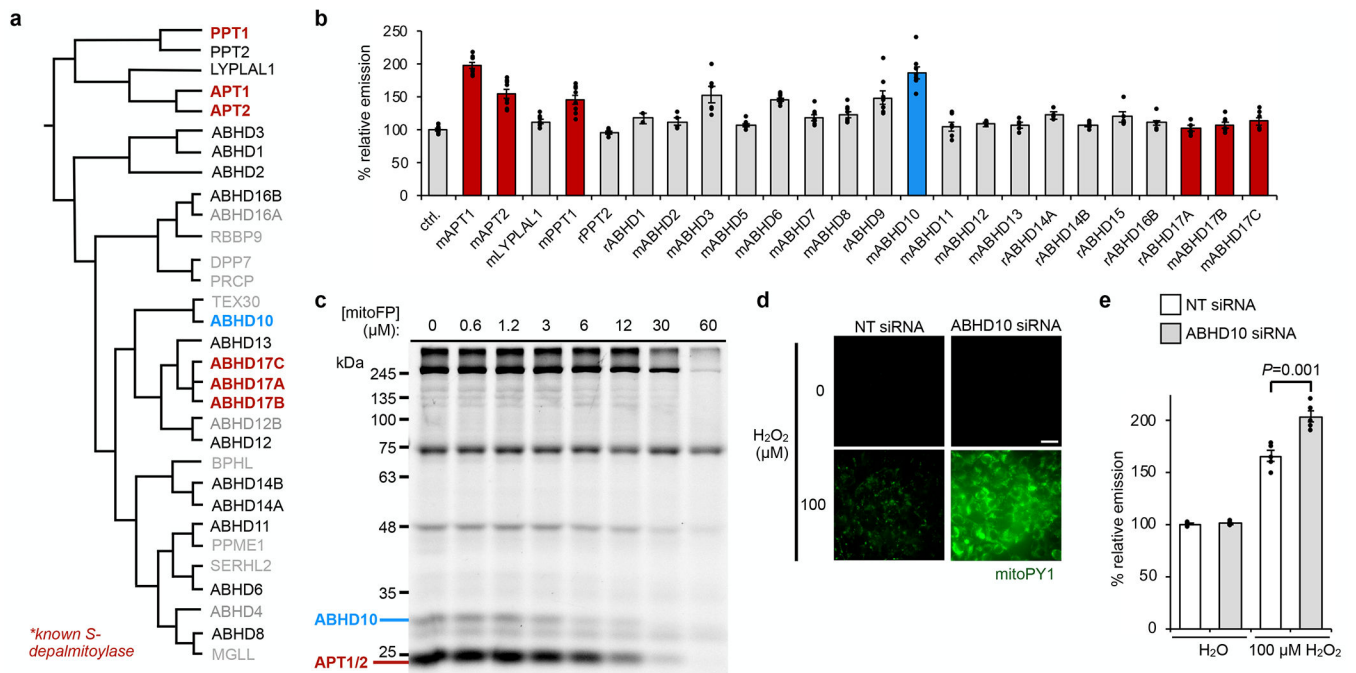 a
PPT1
PPT2
LYPLAL1
APT1
APT2
ABHD3
ABHD1
ABHD2
ABHD16B
ABHD16A
RBBP9
DPP7
PRCP
TEX30
ABHD10
ABHD13
ABHD17C
ABHD17A
ABHD17B
ABHD12B
ABHD12
BPHL
ABHD14B
ABHD14A
ABHD11
PPME1
SERHL2
ABHD6
ABHD4
ABHD8
MGLL
*known S-
depalmitoylase
b
% relative emission
250
200
150
100
50
0
ctrl.
mAPT1
mAPT2
mLYPLAL1
mPPT1
rPPT2
rABHD1
mABHD2
mABHD3
mABHD5
mABHD6
mABHD7
mABHD8
rABHD9
mABHD10
mABHD11
mABHD12
mABHD13
rABHD14A
rABHD14B
rABHD15
rABHD16B
rABHD17A
mABHD17B
mABHD17C
c
[mitoFP]
(µM): 0 0.6 1.2 3 6 12 30 60
kDa
245
135
100
75
63
48
35
25
ABHD10
APT1/2
d
NT siRNA ABHD10 siRNA
0
H₂O₂
(µM)
100
mitoPY1
e
NT siRNA
ABHD10 siRNA
P=0.001
% relative emission
200
150
100
50
0
H₂O 100 µM H₂O₂